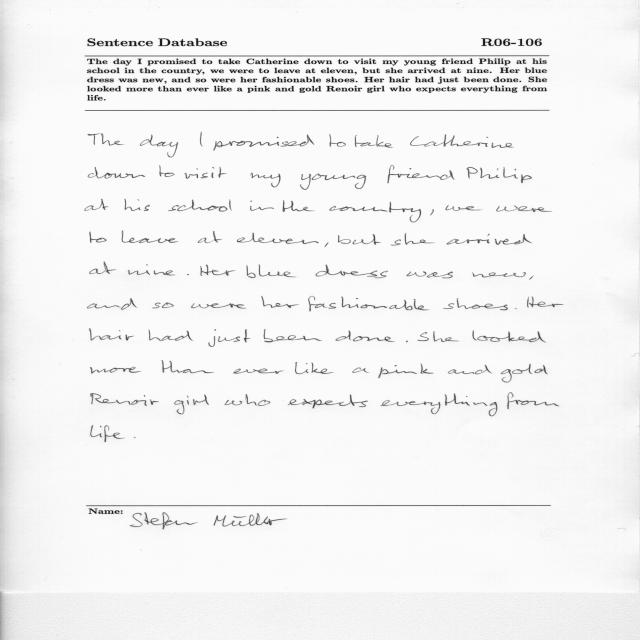 Sentence Database R06-106
The day I promised to take Catherine down to visit my young friend Philip at his
school in the country, we were to leave at eleven, but she arrived at nine. Her blue
dress was new, and so were her fashionable shoes. Her hair had just been done. She
looked more than ever like a pink and gold Renoir girl who expects everything from
life.
The day I promised to take Catherine
down to visit my young friend Philip
at his school in the country, we were
to leave at eleven, but she arrived
at nine. Her blue dress was new,
and so were her fashionable shoes. Her
hair had just been done. She looked
more than ever like a pink and gold
Renoir girl who expects everything from
life.
Name: Stefan Müller